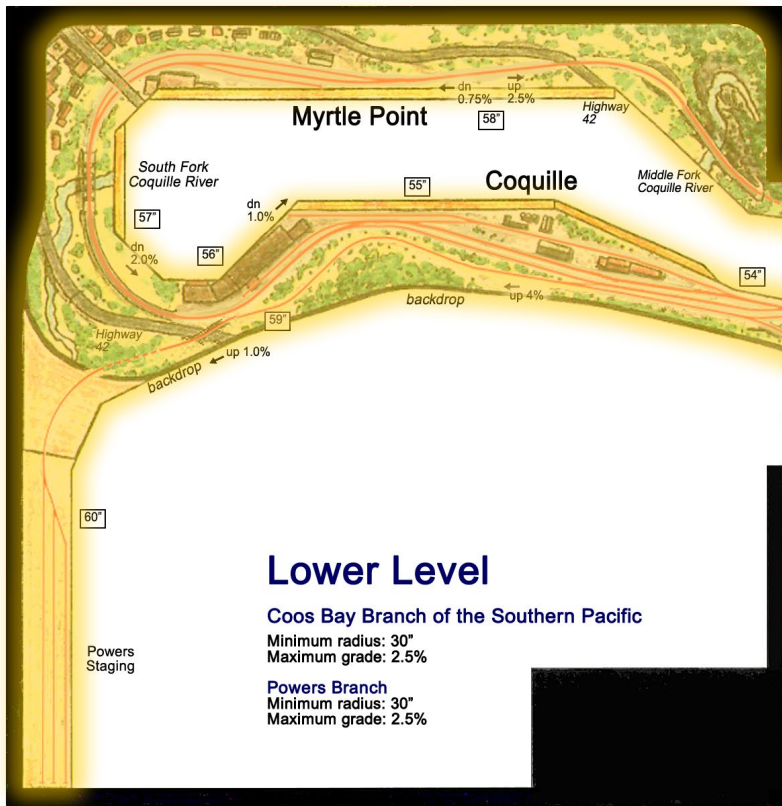 dn
0.75%
up
2.5%
Myrtle Point
58"
Highway
42
South Fork
Coquille River
Middle Fork
Coquille River
55"
Coquille
dn
1.0%
57"
dn
2.0%
56"
54"
backdrop
up 4%
59"
Highway
42
up 1.0%
backdrop
60"
Lower Level
Coos Bay Branch of the Southern Pacific
Minimum radius: 30"
Maximum grade: 2.5%
Powers Branch
Minimum radius: 30"
Maximum grade: 2.5%
Powers
Staging